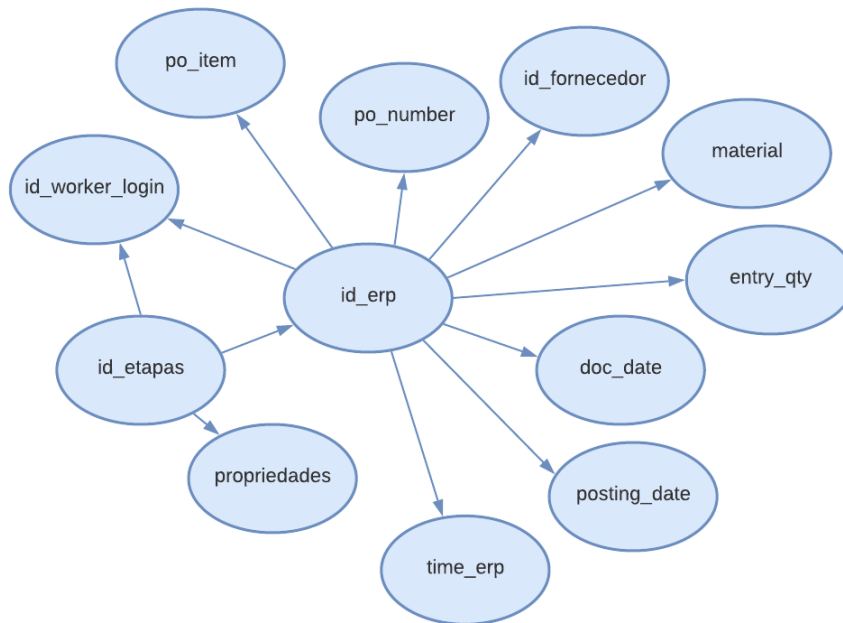 po_item
id_fornecedor
po_number
material
id_worker_login
entry_qty
id_erp
id_etapas
doc_date
propriedades
posting_date
time_erp